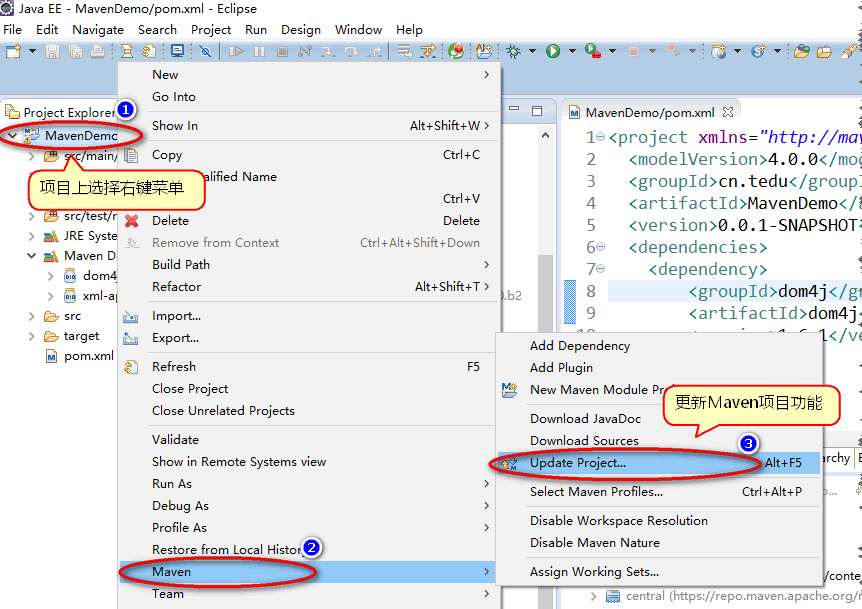 Java EE - MavenDemo/pom.xml - Eclipse
File Edit Navigate Search Project Run Design Window Help
Project Explorer
1
MavenDemo
src/main/
项目上选择右键菜单
src/test/r
JRE Syste
Maven D
dom4j
xml-ap
src
target
pom.xml
New
Go Into
Show In Alt+Shift+W
Copy Ctrl+C
alified Name
Ctrl+V
Delete Delete
Remove from Context Ctrl+Alt+Shift+Down
Build Path
Refactor Alt+Shift+T
Import...
Export...
Refresh F5
Close Project
Close Unrelated Projects
Validate
Show in Remote Systems view
Run As
Debug As
Profile As
Restore from Local History
2
Maven
Team
).b2
MavenDemo/pom.xml
1 <project xmlns="http://mav
2 <modelVersion>4.0.0</mo
3 <groupId>cn.tedu</groupI
4 <artifactId>MavenDemo</
5 <version>0.0.1-SNAPSHOT
6 <dependencies>
7 <dependency>
8 <groupId>dom4j</g
9 <artifactId>dom4j
Add Dependency
Add Plugin
New Maven Module Pr
更新Maven项目功能
Download JavaDoc
Download Sources
3
Update Project... Alt+F5
Select Maven Profiles... Ctrl+Alt+P
Disable Workspace Resolution
Disable Maven Nature
Assign Working Sets...
archy
/conte
central (https://repo.maven.apache.org/